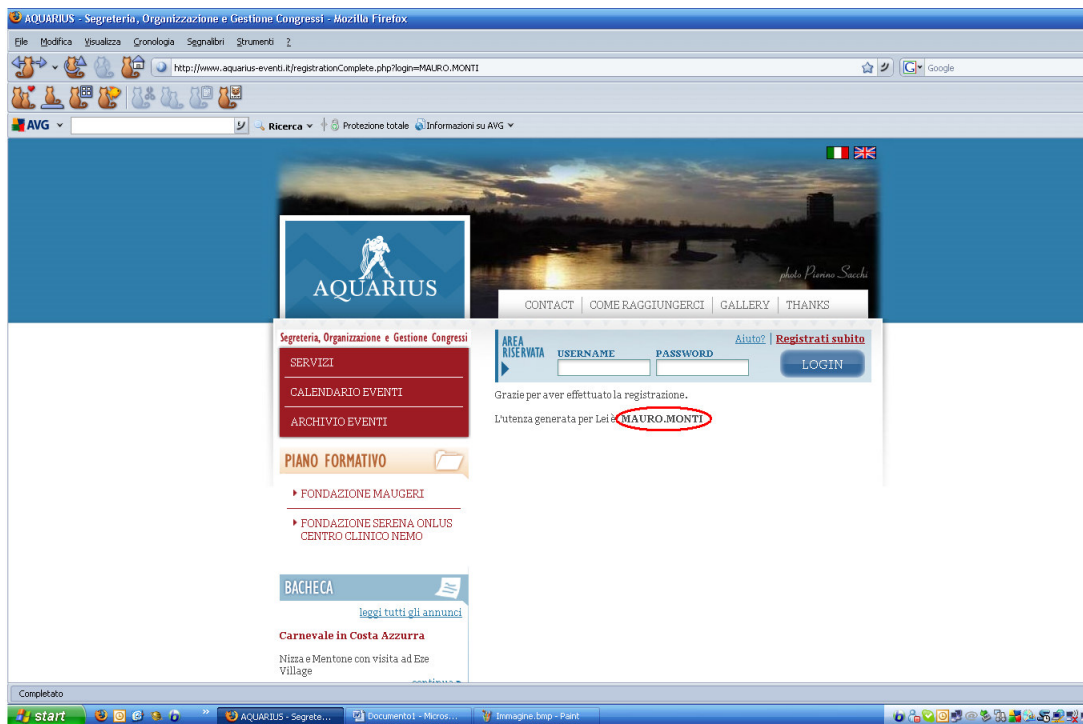 AQUARIUS - Segreteria, Organizzazione e Gestione Congressi - Mozilla Firefox
File Modifica Visualizza Cronologia Segnalibri Strumenti ?
http://www.aquarius-eventi.it/registrationComplete.php?login=MAURO.MONTI
Google
AVG
Ricerca
Protezione totale
Informazioni su AVG
photo Pierino Sacchi
AQUARIUS
CONTACT | COME RAGGIUNGERCI | GALLERY | THANKS
Segreteria, Organizzazione e Gestione Congressi
SERVIZI
CALENDARIO EVENTI
ARCHIVIO EVENTI
AREA
RISERVATA
USERNAME
PASSWORD
Aiuto? | Registrati subito
LOGIN
Grazie per aver effettuato la registrazione.
L'utenza generata per Lei è MAURO.MONTI
PIANO FORMATIVO
FONDAZIONE MAUGERI
FONDAZIONE SERENA ONLUS
CENTRO CLINICO NEMO
BACHECA
leggi tutti gli annunci
Carnevale in Costa Azzurra
Nizza e Mentone con visita ad Eze
Village
continua
Completato
start
AQUARIUS - Segrete...
Documento1 - Micros...
Immagine.bmp - Paint